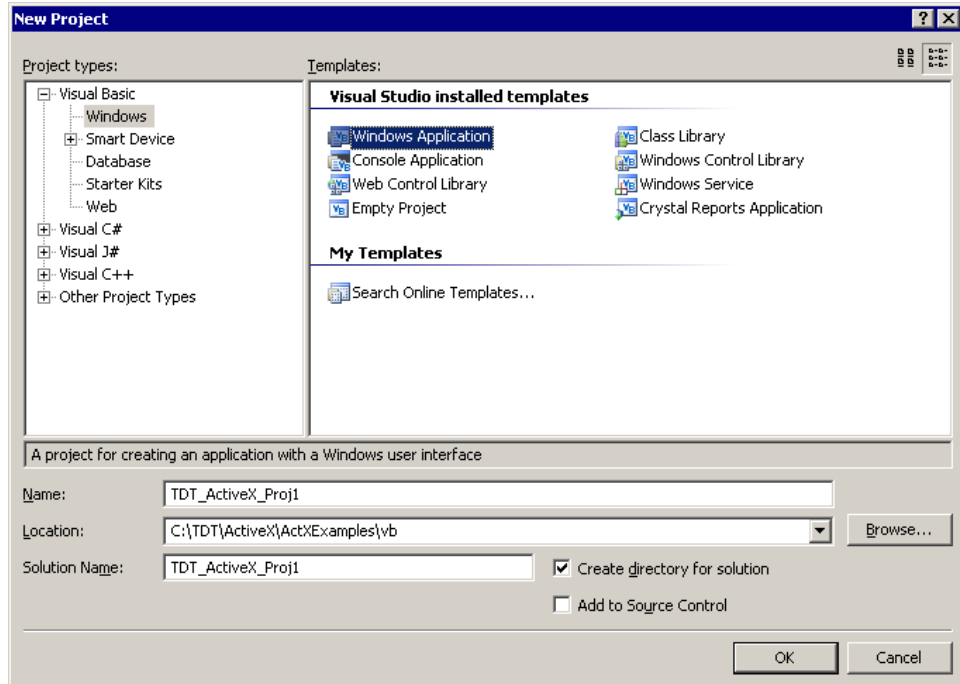 New Project
Project types:
Templates:
Visual Basic
Windows
Smart Device
Database
Starter Kits
Web
Visual C#
Visual J#
Visual C++
Other Project Types
Visual Studio installed templates
Windows Application
Class Library
Console Application
Windows Control Library
Web Control Library
Windows Service
Empty Project
Crystal Reports Application
My Templates
Search Online Templates...
A project for creating an application with a Windows user interface
Name: TDT_ActiveX_Proj1
Location: C:\TDT\ActiveX\ActXExamples\vb Browse...
Solution Name: TDT_ActiveX_Proj1 Create directory for solution
Add to Source Control
OK Cancel